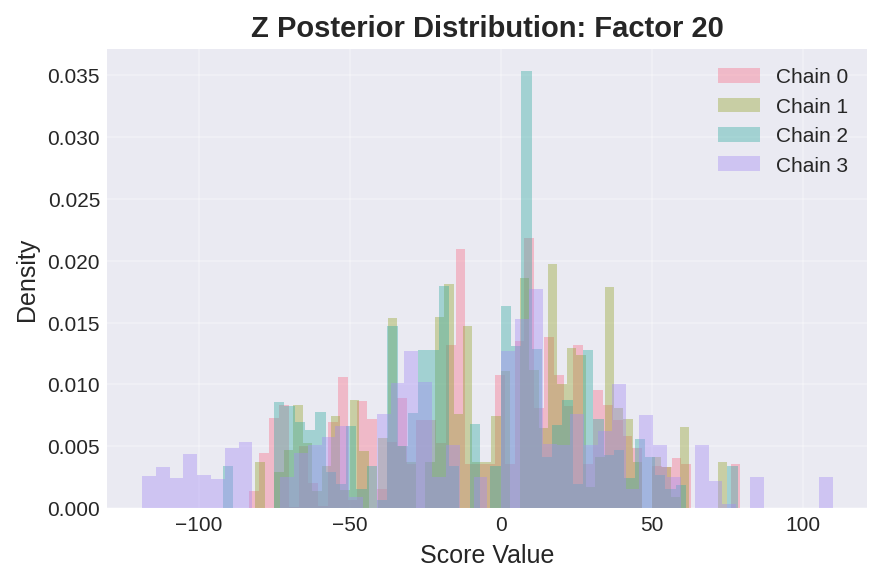 Z Posterior Distribution: Factor 20
Chain 0
Chain 1
Chain 2
Chain 3
Density
0.035
0.030
0.025
0.020
0.015
0.010
0.005
0.000
−100
−50
0
50
100
Score Value